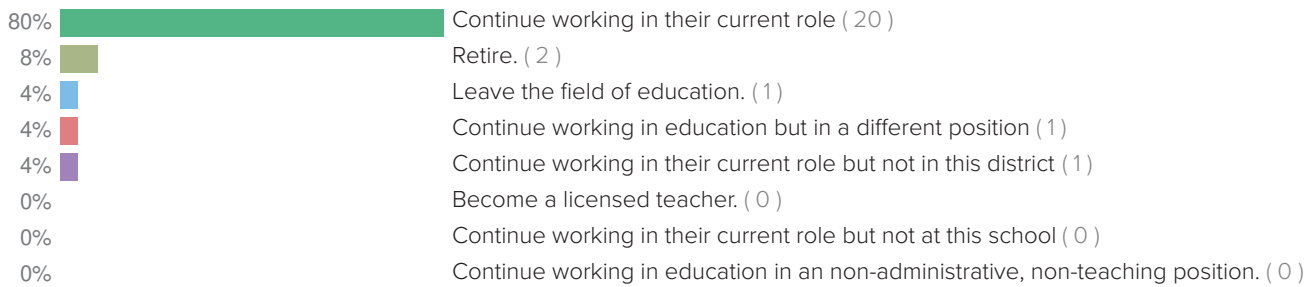 80% Continue working in their current role ( 20 )
8% Retire. ( 2 )
4% Leave the field of education. ( 1 )
4% Continue working in education but in a different position ( 1 )
4% Continue working in their current role but not in this district ( 1 )
0% Become a licensed teacher. ( 0 )
0% Continue working in their current role but not at this school ( 0 )
0% Continue working in education in an non-administrative, non-teaching position. ( 0 )